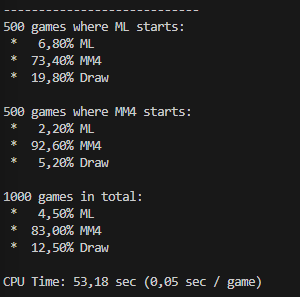 ----------------------------
500 games where ML starts:
 *   6,80% ML
 *  73,40% MM4
 *  19,80% Draw
500 games where MM4 starts:
 *   2,20% ML
 *  92,60% MM4
 *   5,20% Draw
1000 games in total:
 *   4,50% ML
 *  83,00% MM4
 *  12,50% Draw
CPU Time: 53,18 sec (0,05 sec / game)